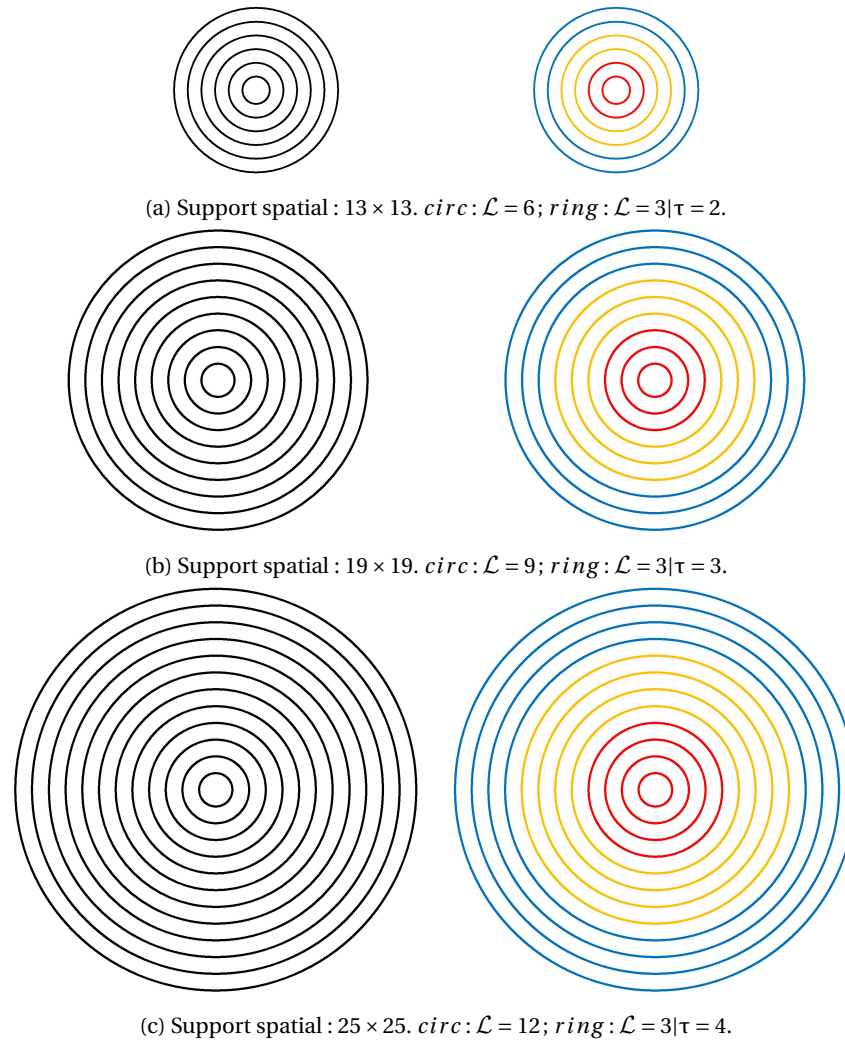 (a) Support spatial : 13 × 13. circ : ℒ = 6; ring : ℒ = 3|τ = 2.
(b) Support spatial : 19 × 19. circ : ℒ = 9; ring : ℒ = 3|τ = 3.
(c) Support spatial : 25 × 25. circ : ℒ = 12; ring : ℒ = 3|τ = 4.